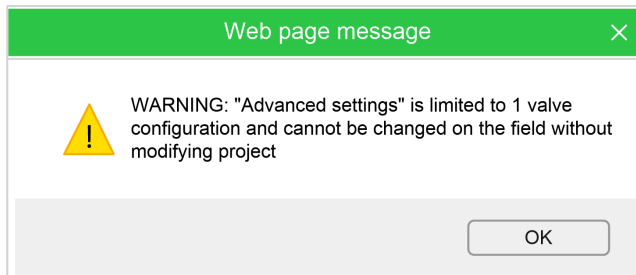 Web page message
WARNING: "Advanced settings" is limited to 1 valve
configuration and cannot be changed on the field without
modifying project
OK